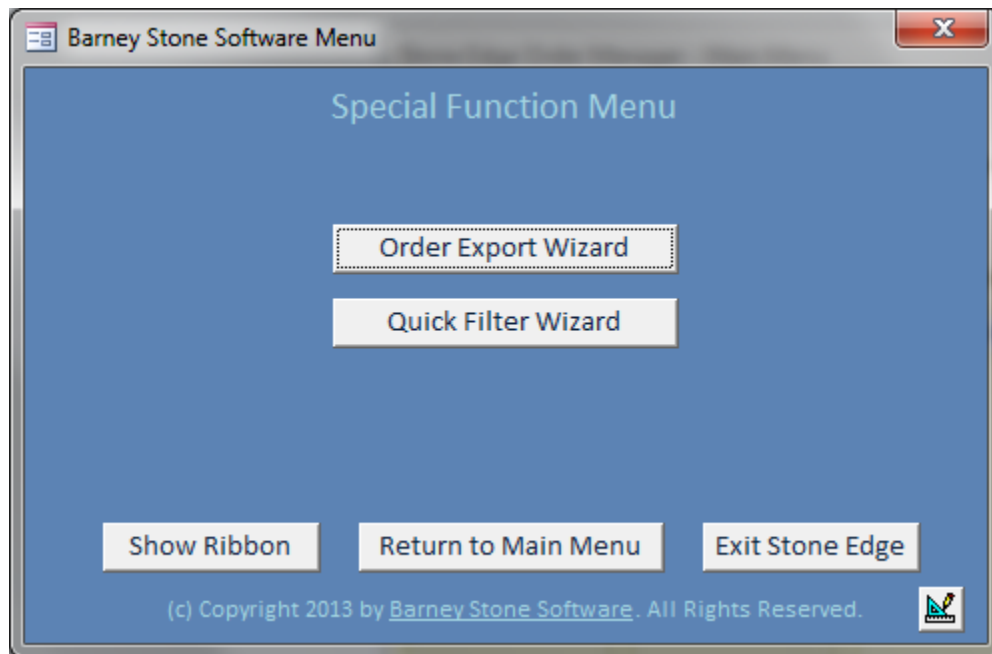 Barney Stone Software Menu
Special Function Menu
Order Export Wizard
Quick Filter Wizard
Show Ribbon
Return to Main Menu
Exit Stone Edge
(c) Copyright 2013 by Barney Stone Software. All Rights Reserved.